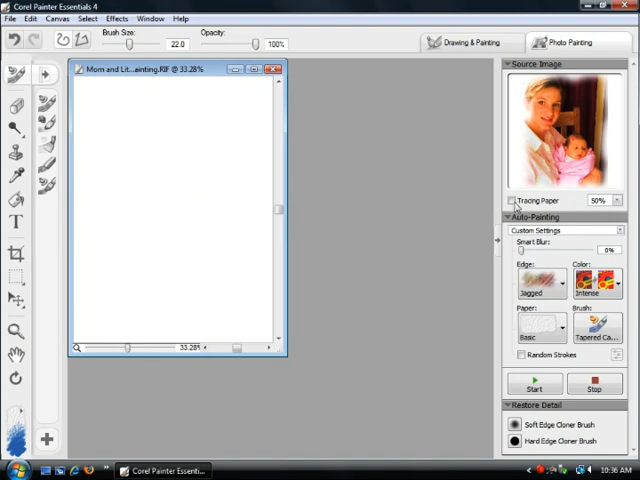 Corel Painter Essentials 4
File Edit Canvas Select Effects Window Help
Brush Size: Opacity:
22.0 100%
Drawing & Painting Photo Painting
Mom and Lit...ainting.RIF @ 33.28%
Source Image
Tracing Paper 50%
Auto-Painting
Custom Settings
Smart Blur:
0%
Edge: Color:
Jagged Intense
Paper: Brush:
Basic Tapered Ca...
Random Strokes
33.28%
Start Stop
Restore Detail
Soft Edge Cloner Brush
Hard Edge Cloner Brush
Corel Painter Essenti... 10:36 AM